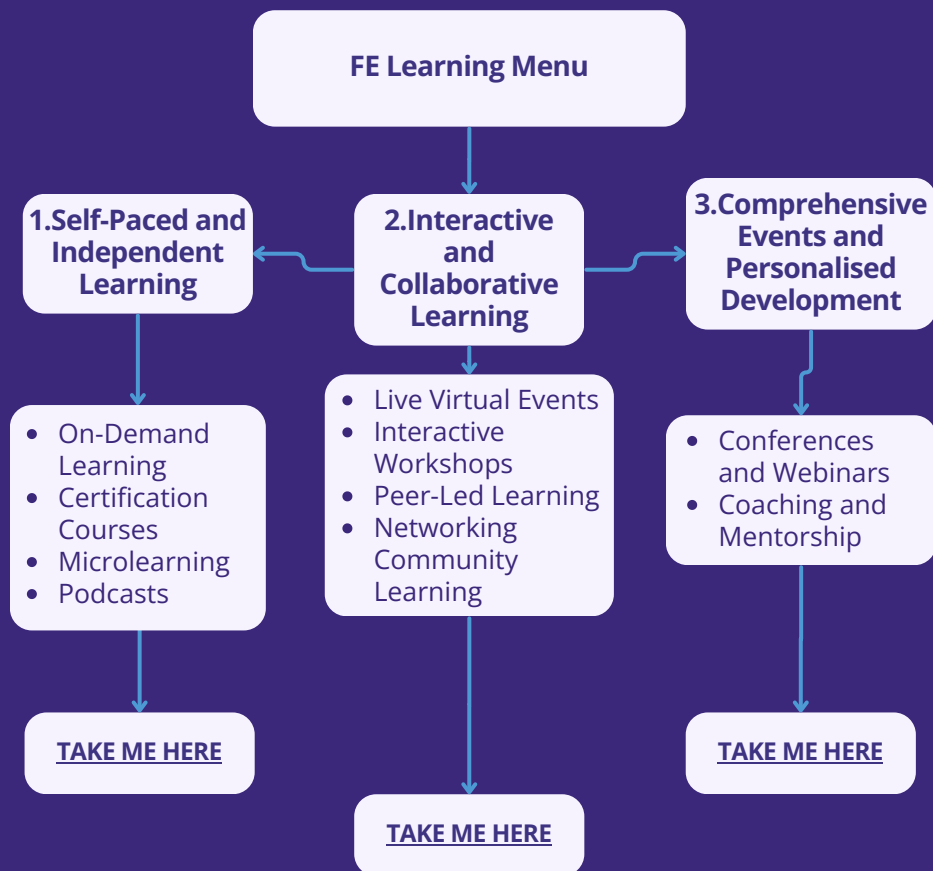 FE Learning Menu
1.Self-Paced and
Independent
Learning
2.Interactive
and
Collaborative
Learning
3.Comprehensive
Events and
Personalised
Development
• On-Demand
Learning
• Certification
Courses
• Microlearning
• Podcasts
• Live Virtual Events
• Interactive
Workshops
• Peer-Led Learning
• Networking
Community
Learning
• Conferences
and Webinars
• Coaching and
Mentorship
TAKE ME HERE
TAKE ME HERE
TAKE ME HERE